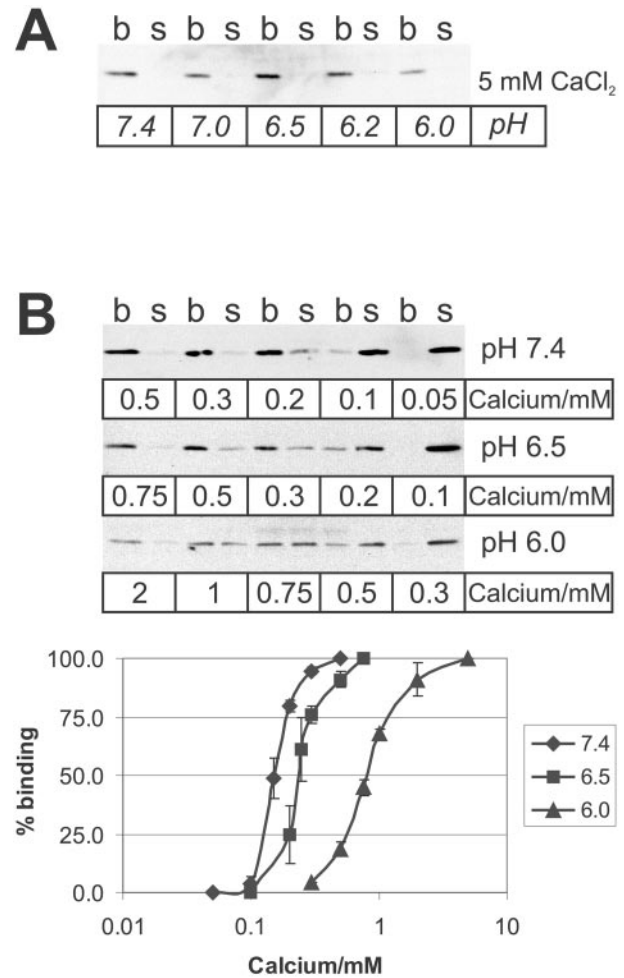 A
b s b s b s b s b s
5 mM CaCl₂
7.4 7.0 6.5 6.2 6.0 pH
B
b s b s b s b s b s
pH 7.4
0.5 0.3 0.2 0.1 0.05 Calcium/mM
pH 6.5
0.75 0.5 0.3 0.2 0.1 Calcium/mM
pH 6.0
2 1 0.75 0.5 0.3 Calcium/mM
100.0
75.0
50.0
25.0
0.0
% binding
0.01 0.1 1 10
Calcium/mM
7.4
6.5
6.0